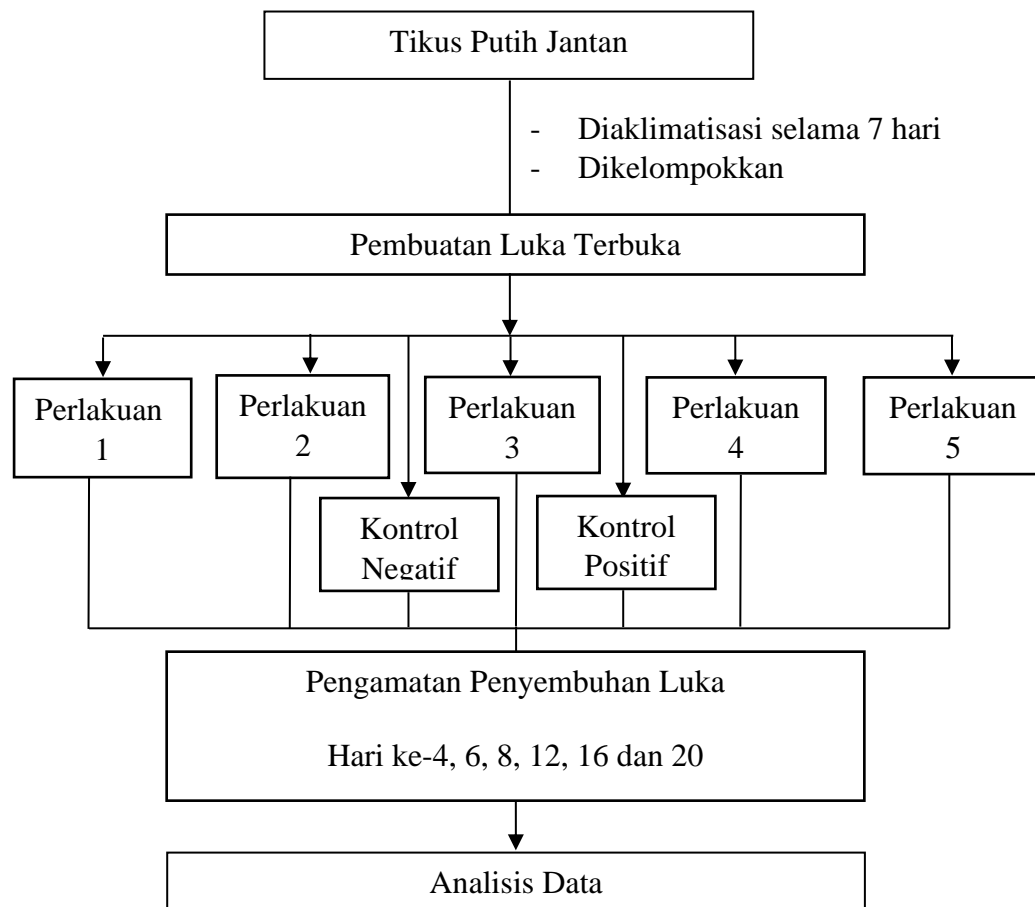 Tikus Putih Jantan
- Diaklimatisasi selama 7 hari
- Dikelompokkan
Pembuatan Luka Terbuka
Perlakuan
1
Perlakuan
2
Perlakuan
3
Perlakuan
4
Perlakuan
5
Kontrol
Negatif
Kontrol
Positif
Pengamatan Penyembuhan Luka
Hari ke-4, 6, 8, 12, 16 dan 20
Analisis Data